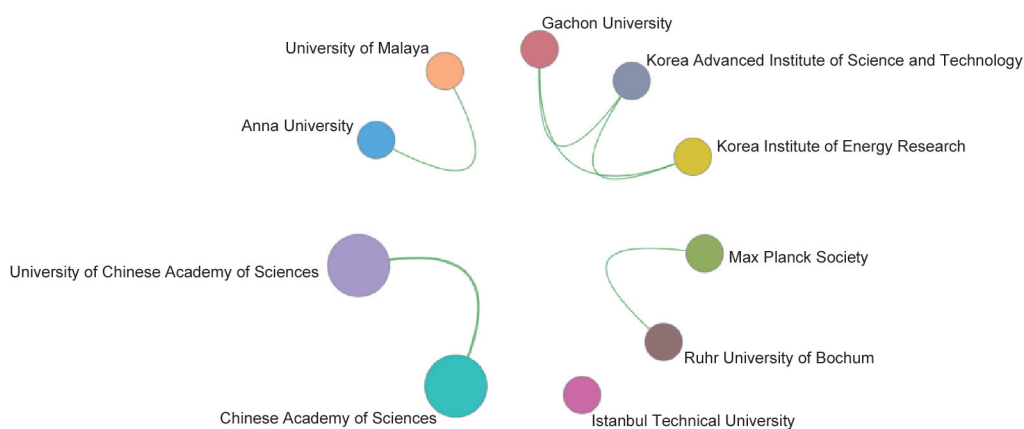 Gachon University
University of Malaya
Korea Advanced Institute of Science and Technology
Anna University
Korea Institute of Energy Research
Max Planck Society
University of Chinese Academy of Sciences
Ruhr University of Bochum
Chinese Academy of Sciences
Istanbul Technical University